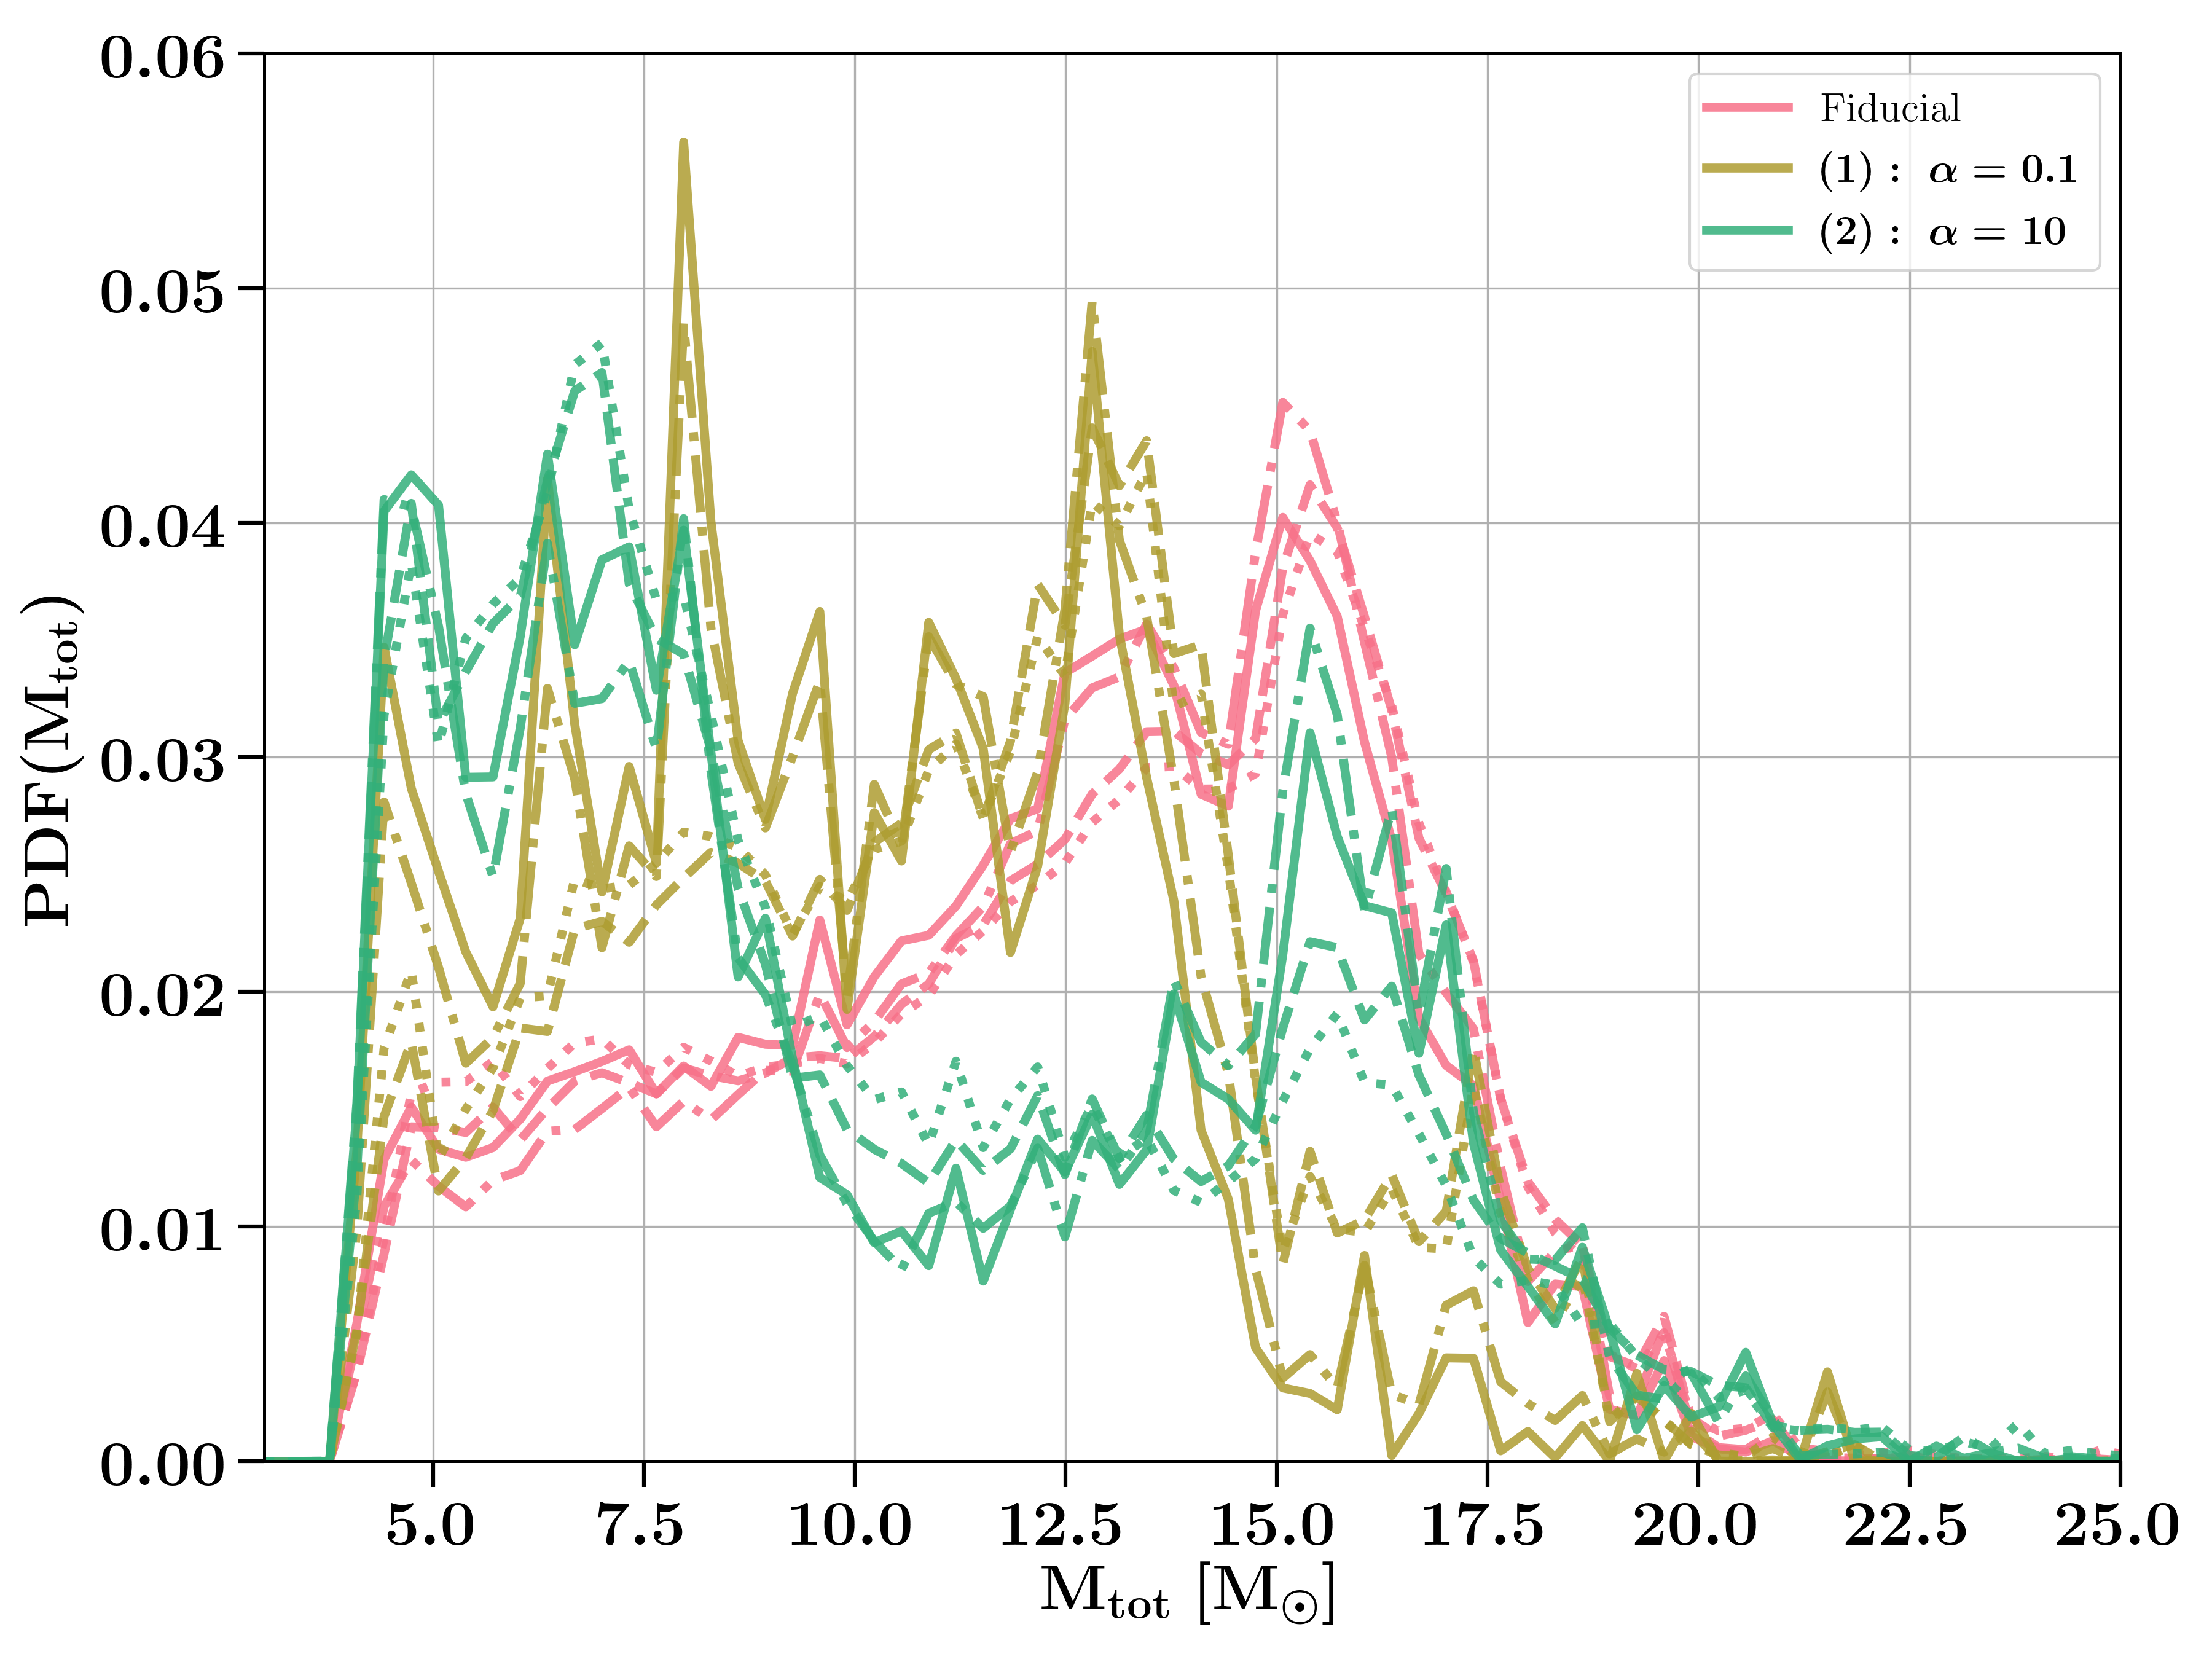 0.06
0.05
0.04
0.03
0.02
0.01
0.00
PDF(M_tot)
Fiducial
(1) : α = 0.1
(2) : α = 10
5.0 7.5 10.0 12.5 15.0 17.5 20.0 22.5 25.0
M_tot [M_⊙]